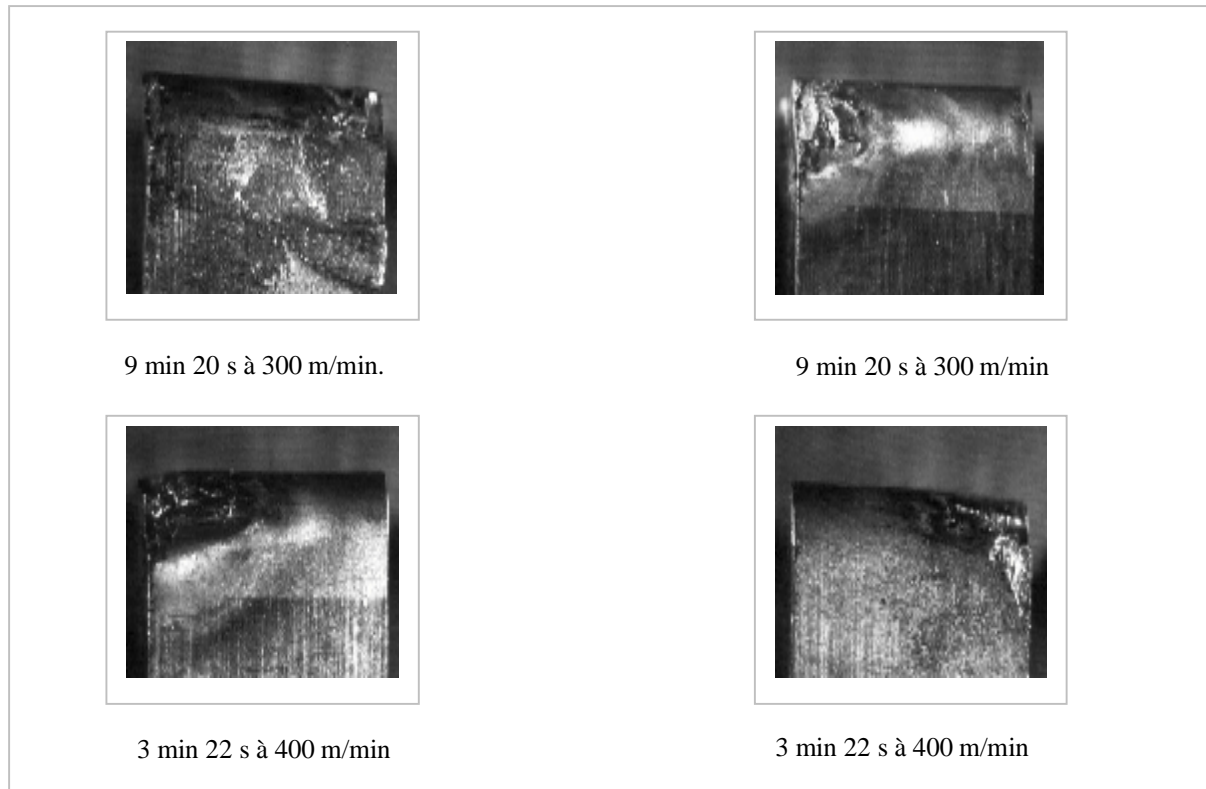 9 min 20 s à 300 m/min.
9 min 20 s à 300 m/min
3 min 22 s à 400 m/min
3 min 22 s à 400 m/min